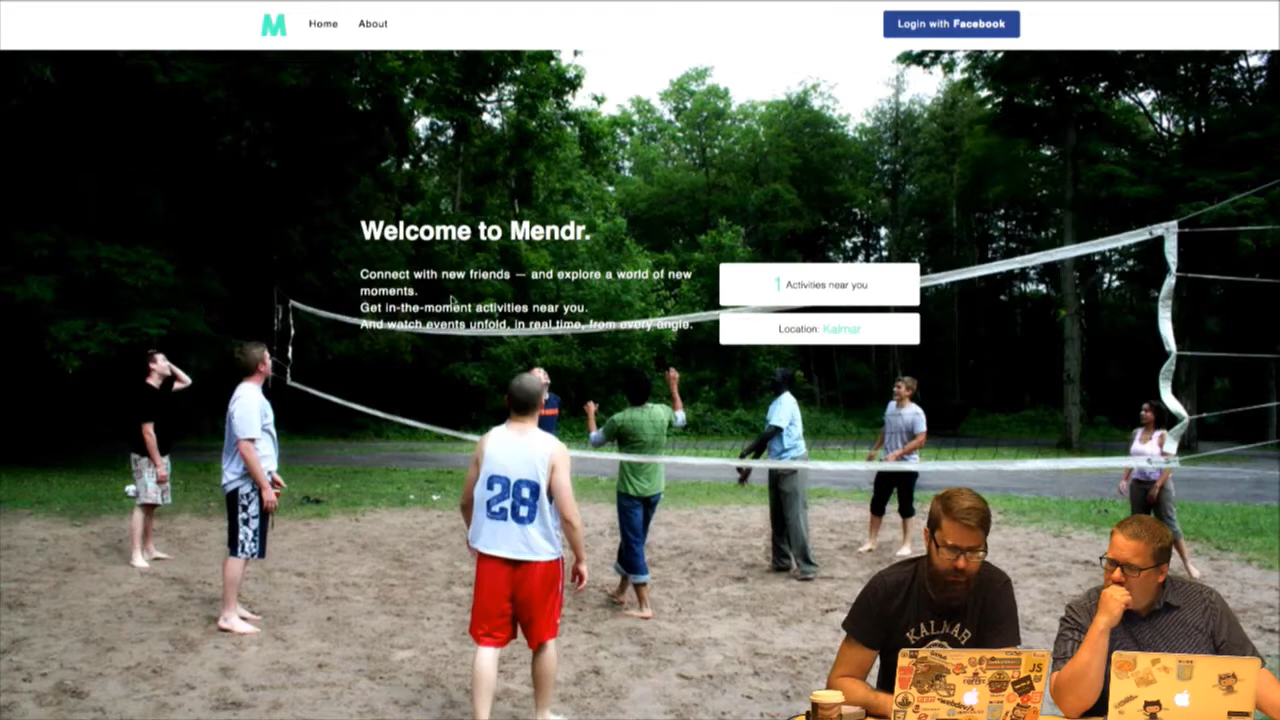 M Home About Login with Facebook
Welcome to Mendr.
Connect with new friends — and explore a world of new
moments.
Get in-the-moment activities near you.
And watch events unfold, in real time, from every angle.
1 Activities near you
Location: Kalmar
28
KALMAR
JS